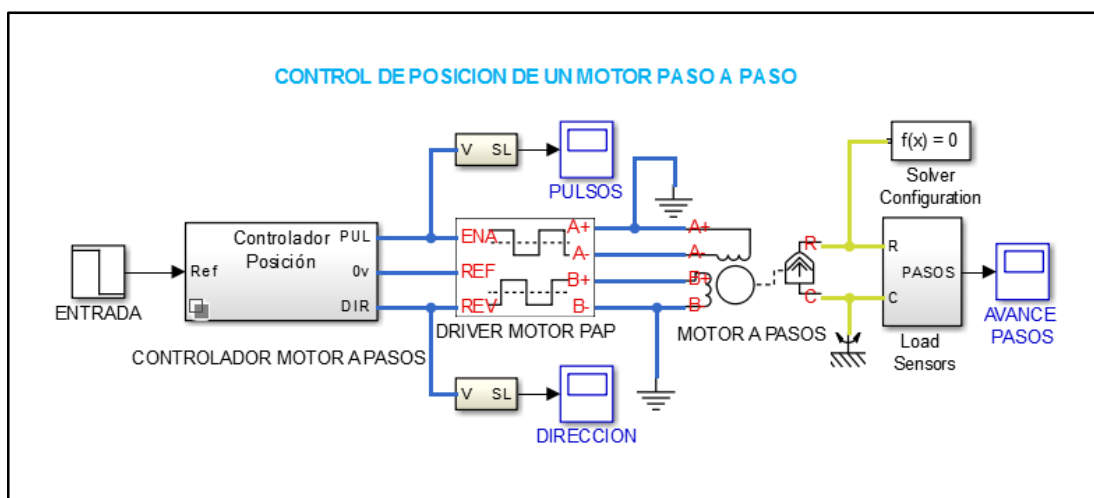 CONTROL DE POSICION DE UN MOTOR PASO A PASO
V SL
PULSOS
f(x) = 0
Solver
Configuration
ENTRADA
Ref
Controlador
Posición
PUL
0v
DIR
CONTROLADOR MOTOR A PASOS
ENA
REF
REV
A+
A-
B+
B-
DRIVER MOTOR PAP
A+
A-
B+
B
MOTOR A PASOS
R
C
R
C
PASOS
Load
Sensors
AVANCE
PASOS
V SL
DIRECCION